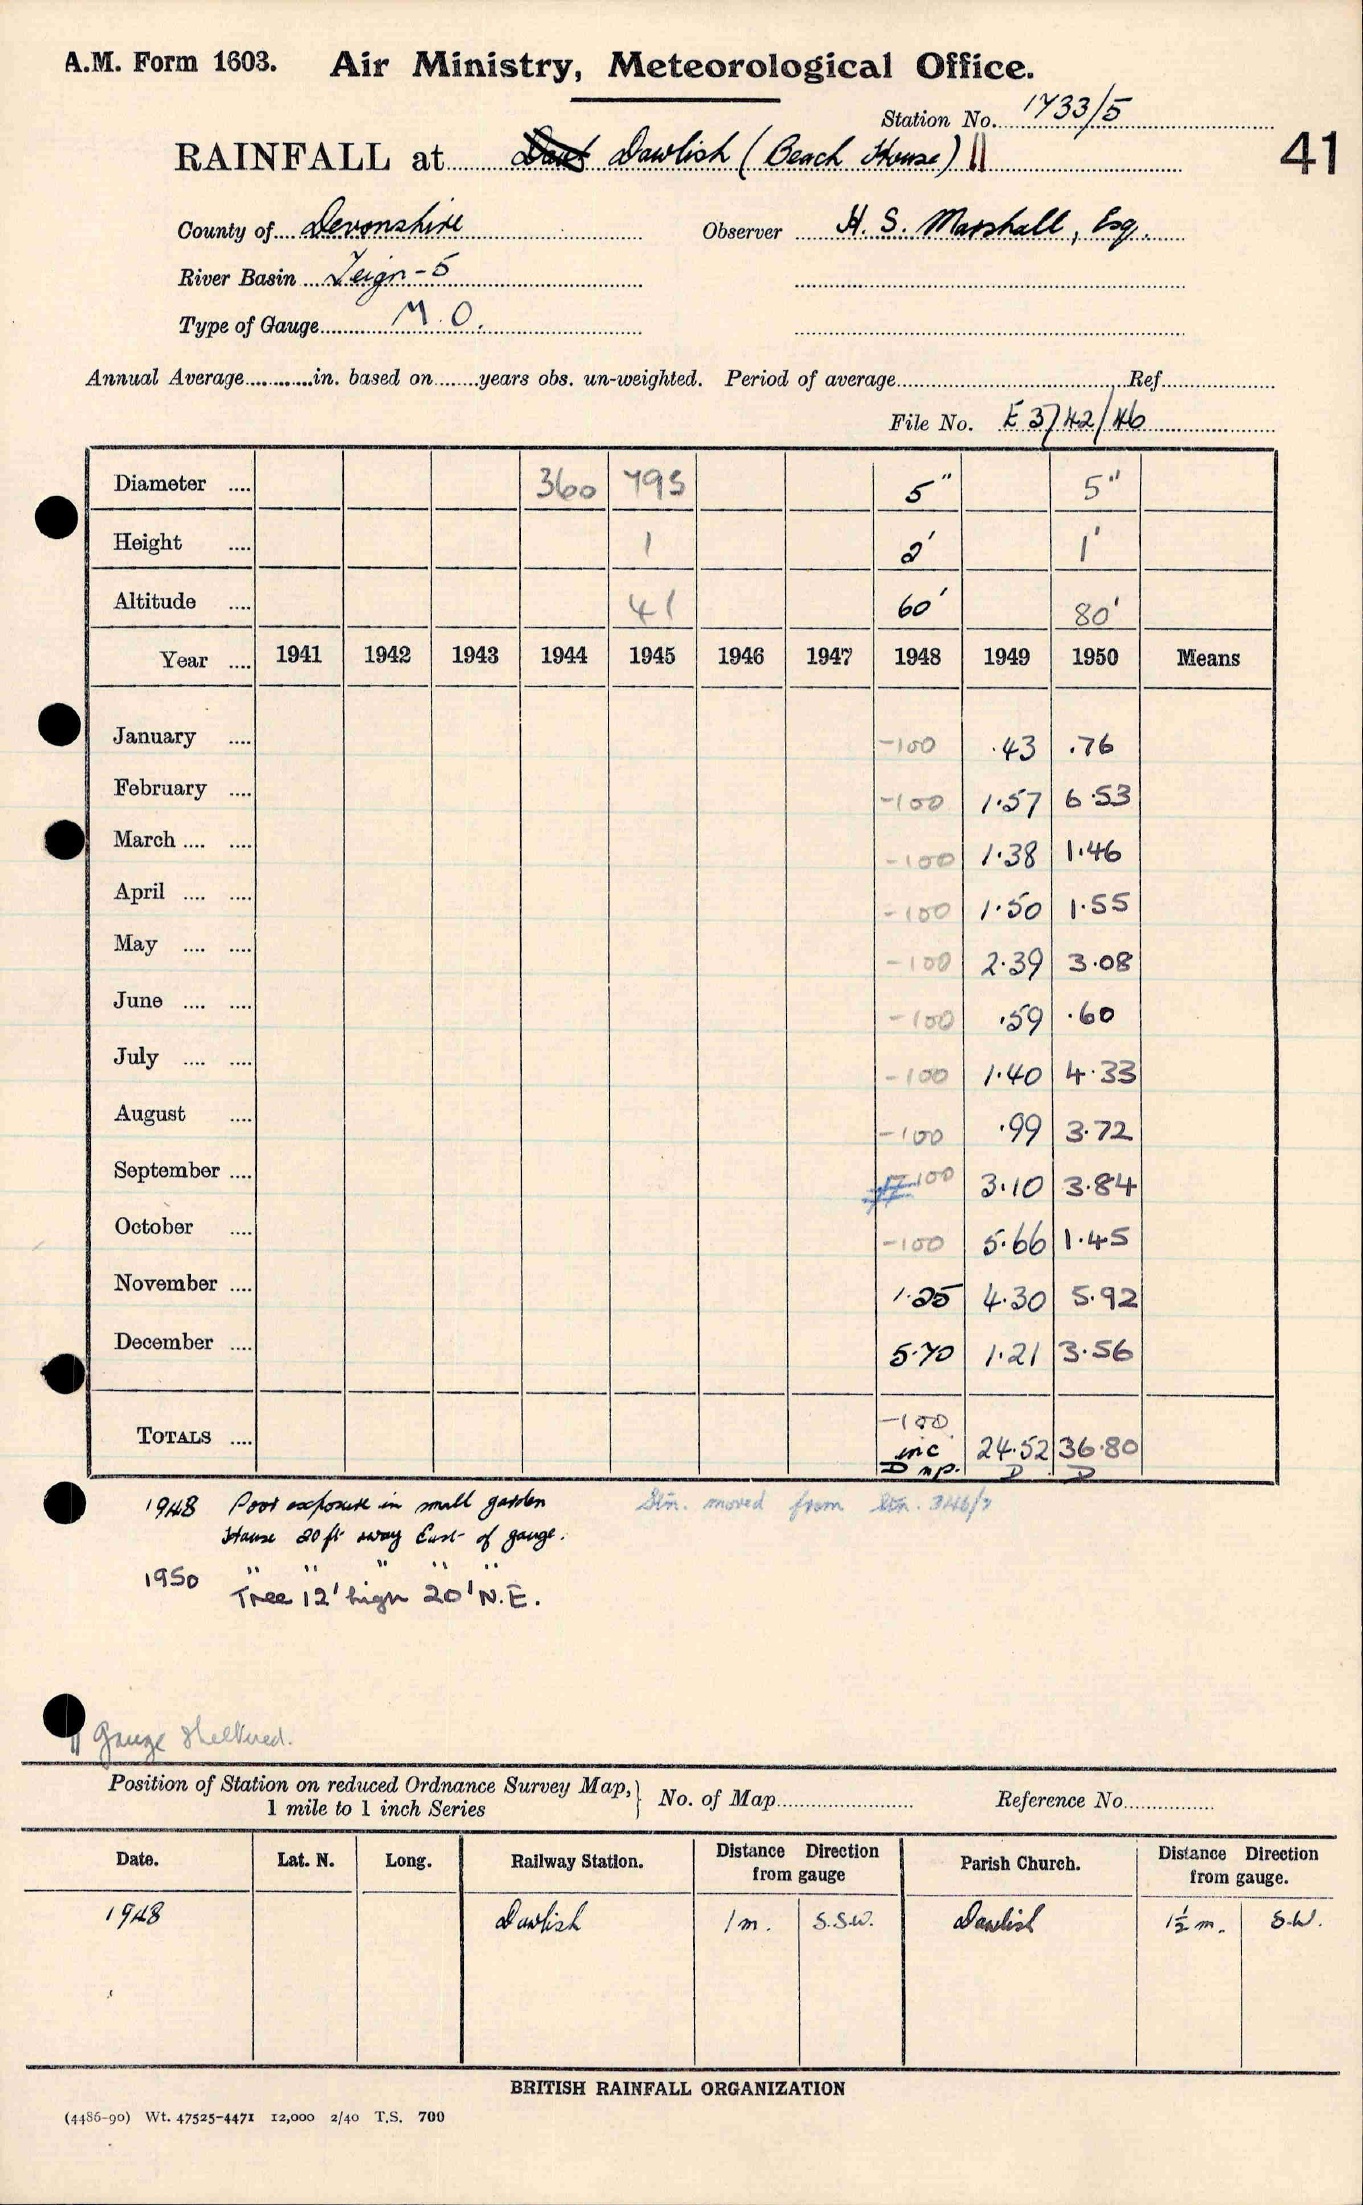 A.M. Form 1603. Air Ministry, Meteorological Office.
Station No. 1733/5
RAINFALL at Dawlish (Beach House) || 41
County of Devonshire Observer H. S. Marshall, Esq.
River Basin Teign-5
Type of Gauge M.O.
Annual Average in. based on years obs. un-weighted. Period of average Ref
File No. E 3742/46
Diameter .... 360 795 5" 5"
Height .... 1 2' 1'
Altitude .... 41 60' 80'
Year .... 1941 1942 1943 1944 1945 1946 1947 1948 1949 1950 Means
January .... -100 .43 .76
February .... -100 1.57 6.53
March .... .... -100 1.38 1.46
April .... .... -100 1.50 1.55
May .... .... -100 2.39 3.08
June .... .... -100 .59 .60
July .... .... -100 1.40 4.33
August .... -100 .99 3.72
September .... -100 3.10 3.84
October .... -100 5.66 1.45
November .... 1.25 4.30 5.92
December .... 5.70 1.21 3.56
-100
TOTALS .... inc 24.52 36.80
D np. D D
1948 Poor exposure in small garden Stn. moved from Stn. 346/2
House 20 ft away East of gauge.
1950 " " " " "
Tree 12' high 20' N.E.
|| Gauge sheltered.
Position of Station on reduced Ordnance Survey Map, } No. of Map Reference No
1 mile to 1 inch Series
Date. Lat. N. Long. Railway Station. Distance Direction from gauge Parish Church. Distance Direction from gauge.
1948 Dawlish 1 m. S.S.W. Dawlish 1½ m. S.W.
BRITISH RAINFALL ORGANIZATION
(4486-90) Wt. 47525-4471 12,000 2/40 T.S. 700